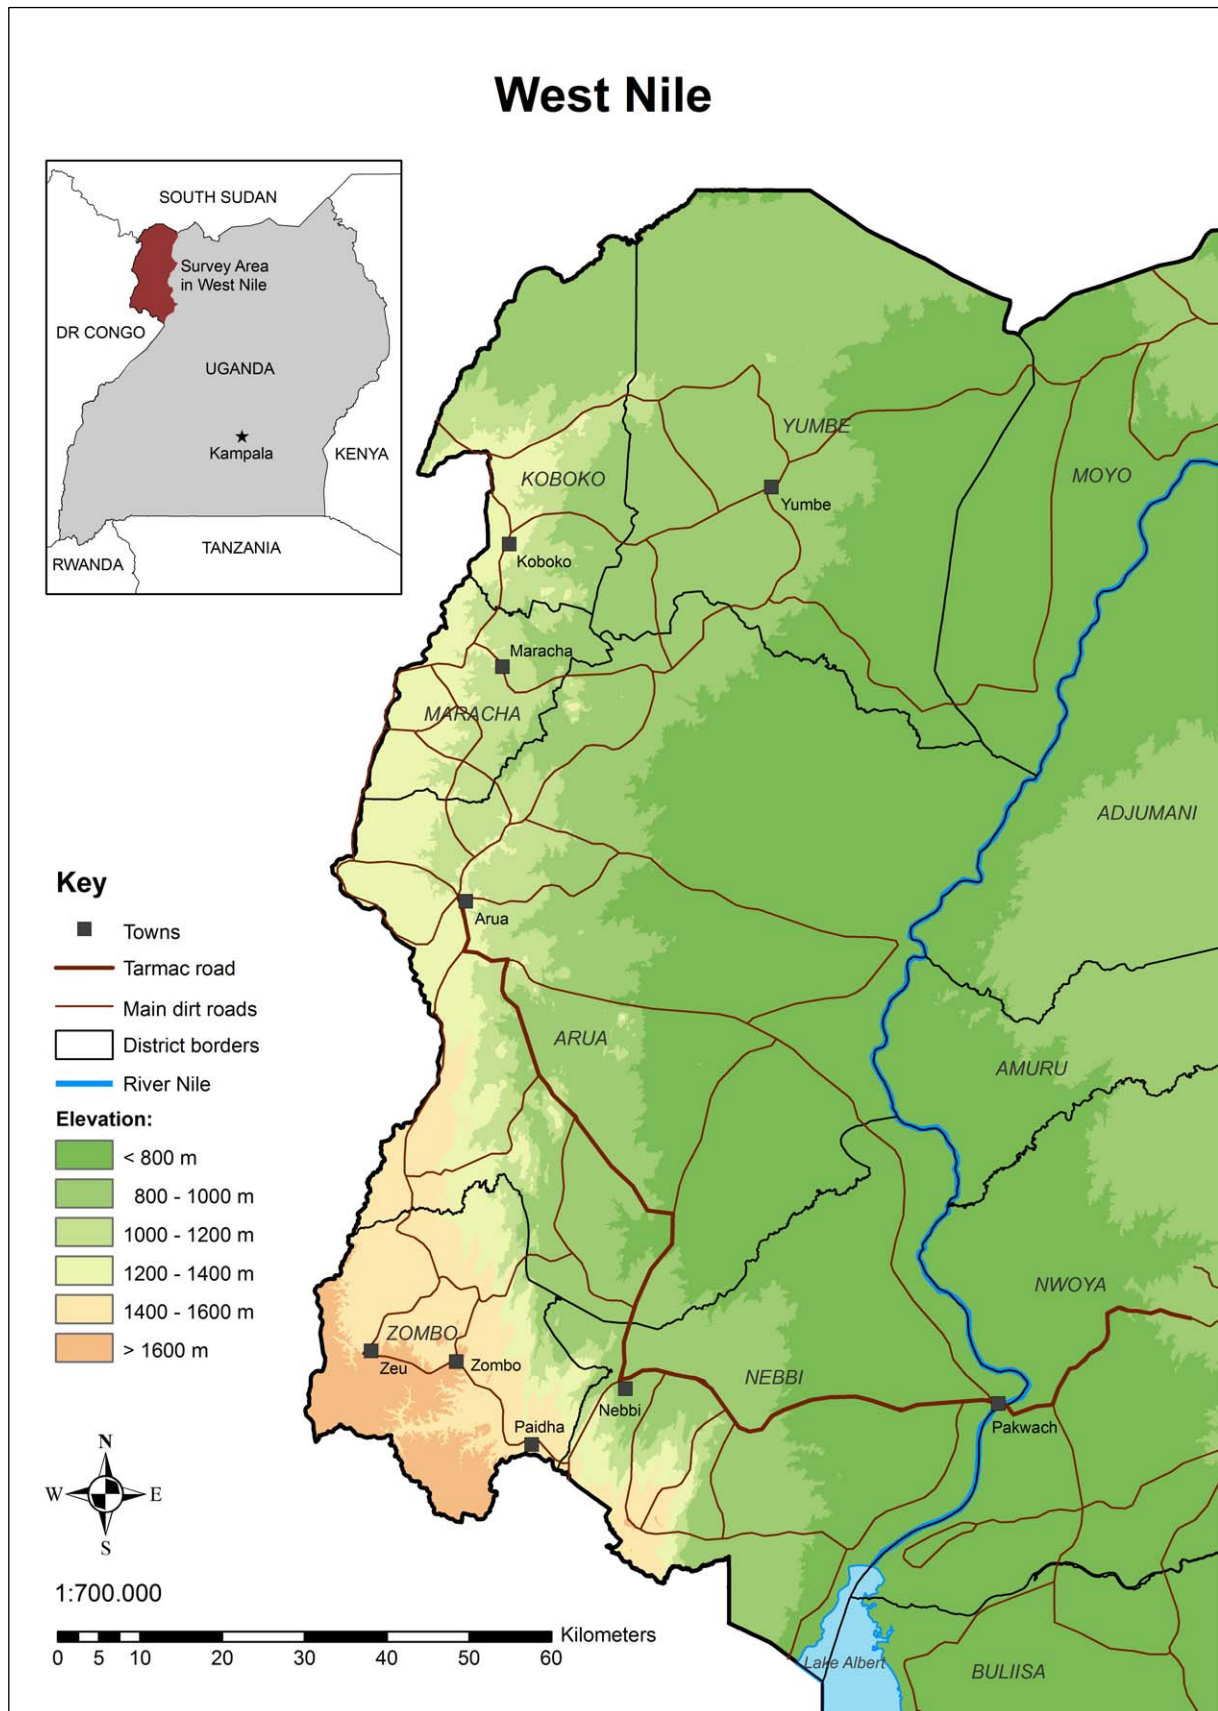 West Nile
SOUTH SUDAN
Survey Area
in West Nile
DR CONGO
UGANDA
Kampala
KENYA
TANZANIA
RWANDA
YUMBE
KOBOKO
MOYO
Yumbe
Koboko
Maracha
MARACHA
ADJUMANI
Key
Towns
Tarmac road
Main dirt roads
District borders
River Nile
Elevation:
< 800 m
800 - 1000 m
1000 - 1200 m
1200 - 1400 m
1400 - 1600 m
> 1600 m
Arua
ARUA
AMURU
NWOYA
ZOMBO
Zeu
Zombo
NEBBI
Nebbi
Pakwach
Paidha
N
W E
S
1:700.000
Kilometers
0 5 10 20 30 40 50 60
Lake Albert
BULIISA